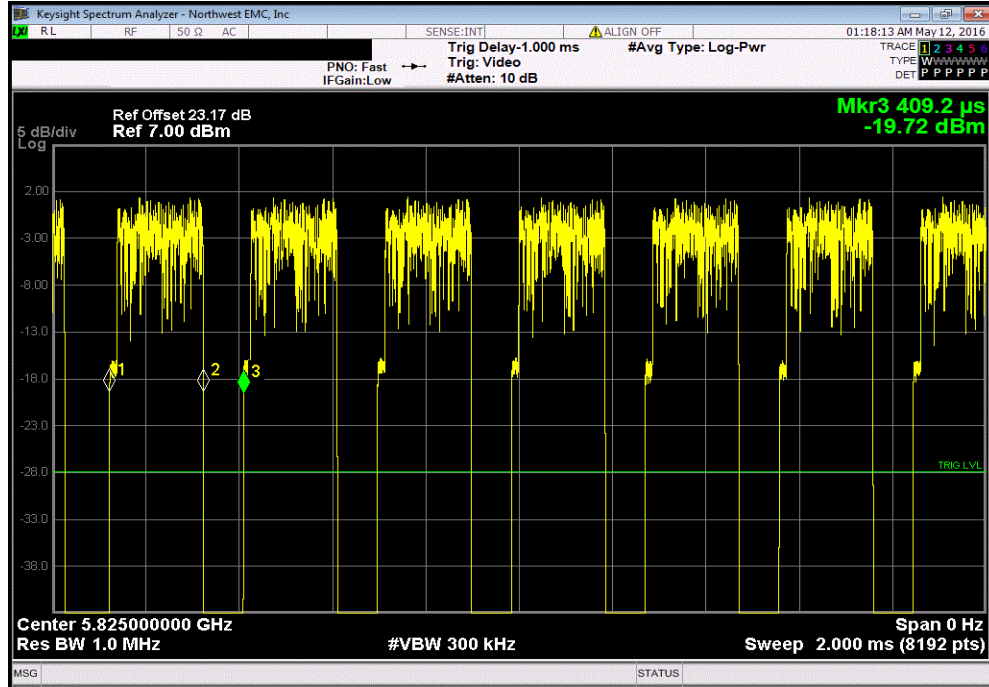 Keysight Spectrum Analyzer - Northwest EMC, Inc
LXI RL RF 50 Ω AC SENSE:INT ALIGN OFF 01:18:13 AM May 12, 2016
Trig Delay-1.000 ms #Avg Type: Log-Pwr TRACE 1 2 3 4 5 6
PNO: Fast Trig: Video TYPE WWWWWW
IFGain:Low #Atten: 10 dB DET P P P P P P
Mkr3 409.2 µs
-19.72 dBm
Ref Offset 23.17 dB
5 dB/div Ref 7.00 dBm
Log
2.00
-3.00
-8.00
-13.0
1 2 3
-18.0
-23.0
-28.0 TRIG LVL
-33.0
-38.0
Center 5.825000000 GHz Span 0 Hz
Res BW 1.0 MHz #VBW 300 kHz Sweep 2.000 ms (8192 pts)
MSG STATUS